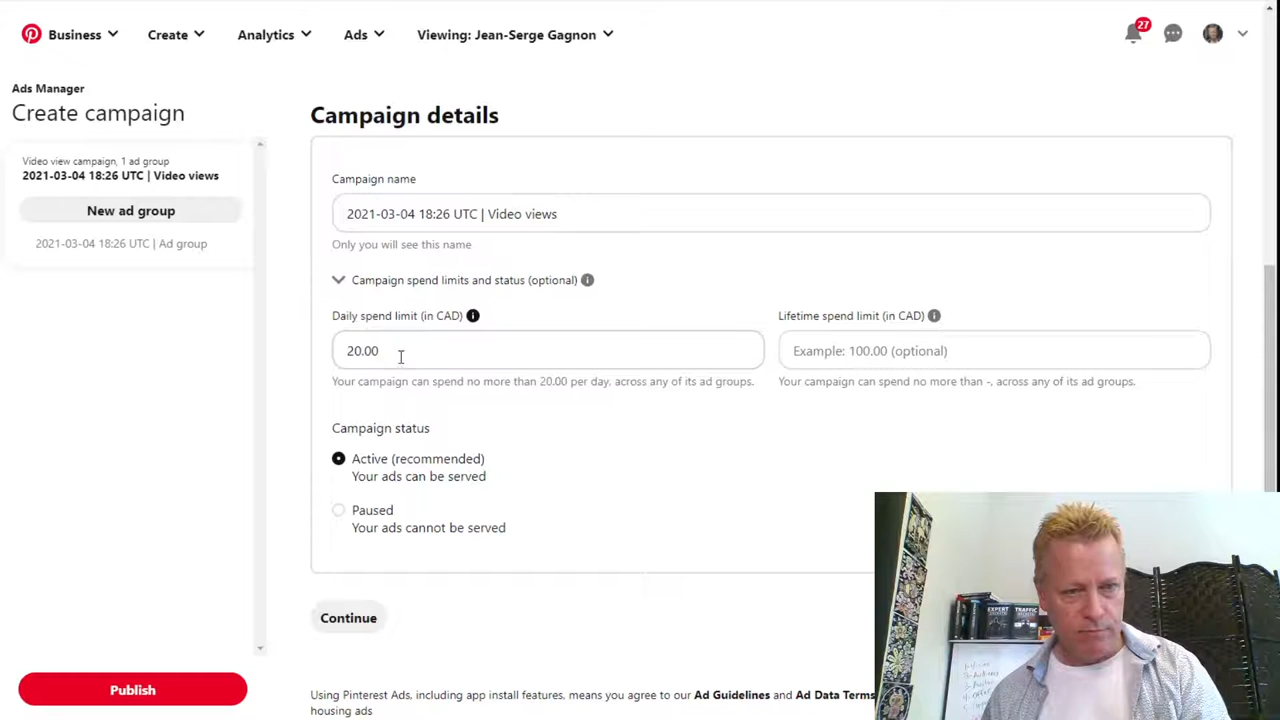 Business
Create
Analytics
Ads
Viewing: Jean-Serge Gagnon
27
Ads Manager
Create campaign
Video view campaign, 1 ad group
2021-03-04 18:26 UTC | Video views
New ad group
2021-03-04 18:26 UTC | Ad group
Publish
Campaign details
Campaign name
2021-03-04 18:26 UTC | Video views
Only you will see this name
Campaign spend limits and status (optional)
Daily spend limit (in CAD)
20.00
Your campaign can spend no more than 20.00 per day, across any of its ad groups.
Lifetime spend limit (in CAD)
Example: 100.00 (optional)
Your campaign can spend no more than -, across any of its ad groups.
Campaign status
Active (recommended)
Your ads can be served
Paused
Your ads cannot be served
Continue
Using Pinterest Ads, including app install features, means you agree to our Ad Guidelines and Ad Data Terms
housing ads
EXPERT
TRAFFIC